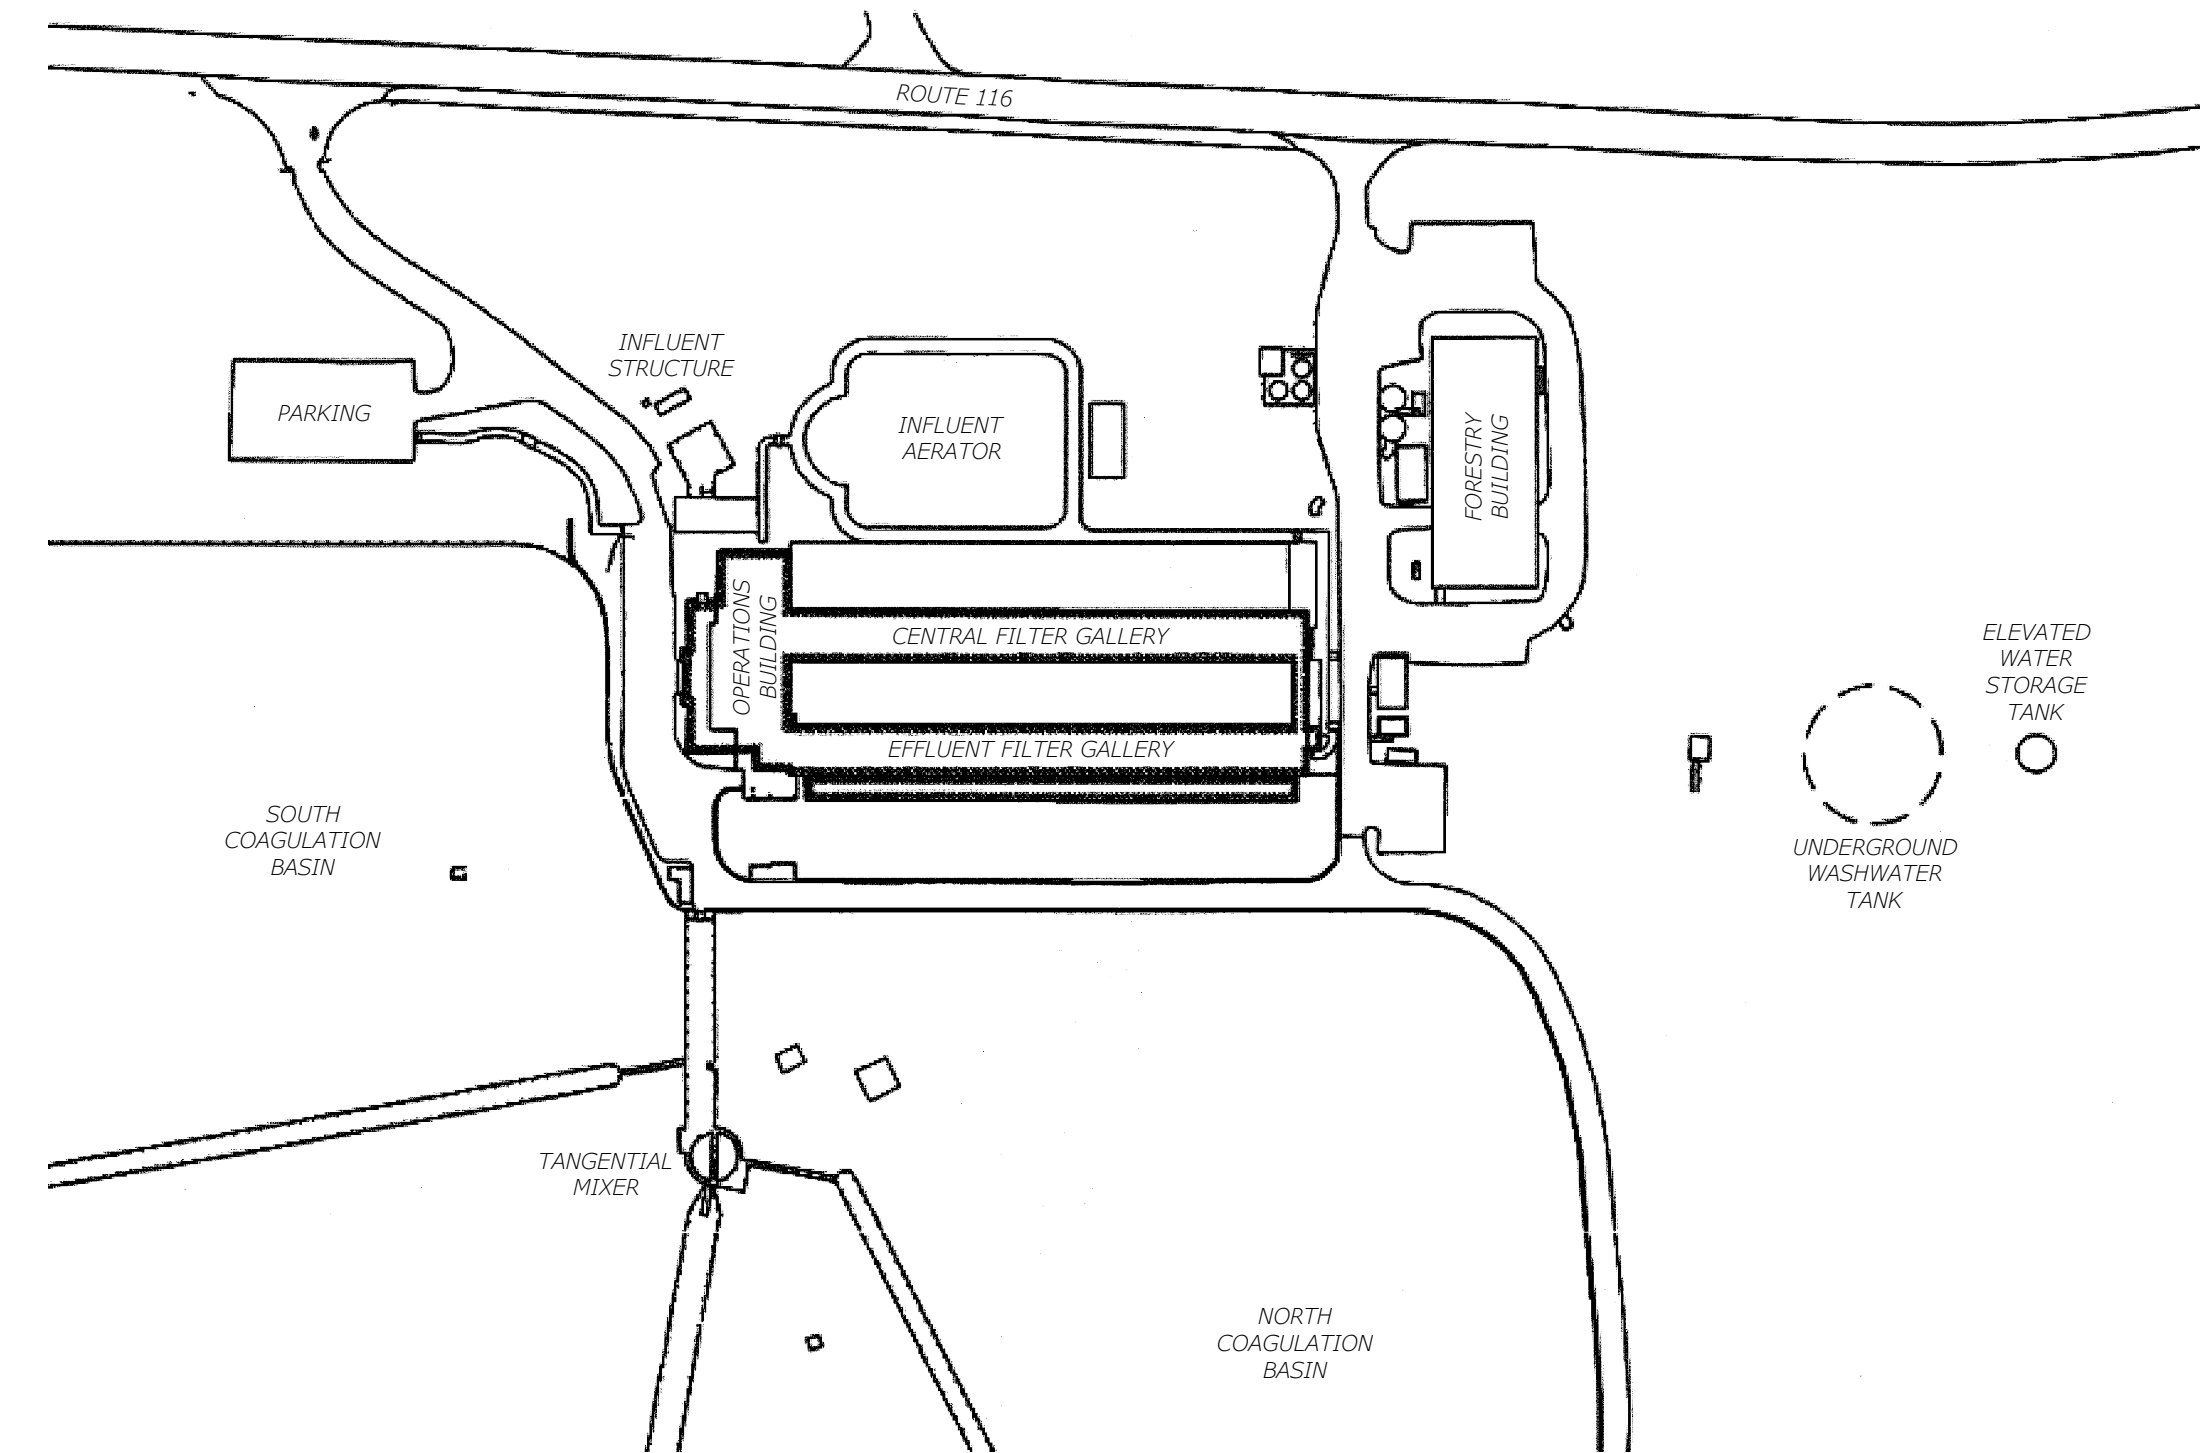 ROUTE 116
INFLUENT
STRUCTURE
PARKING
INFLUENT
AERATOR
FORESTRY
BUILDING
OPERATIONS
BUILDING
CENTRAL FILTER GALLERY
EFFLUENT FILTER GALLERY
ELEVATED
WATER
STORAGE
TANK
SOUTH
COAGULATION
BASIN
UNDERGROUND
WASHWATER
TANK
TANGENTIAL
MIXER
NORTH
COAGULATION
BASIN